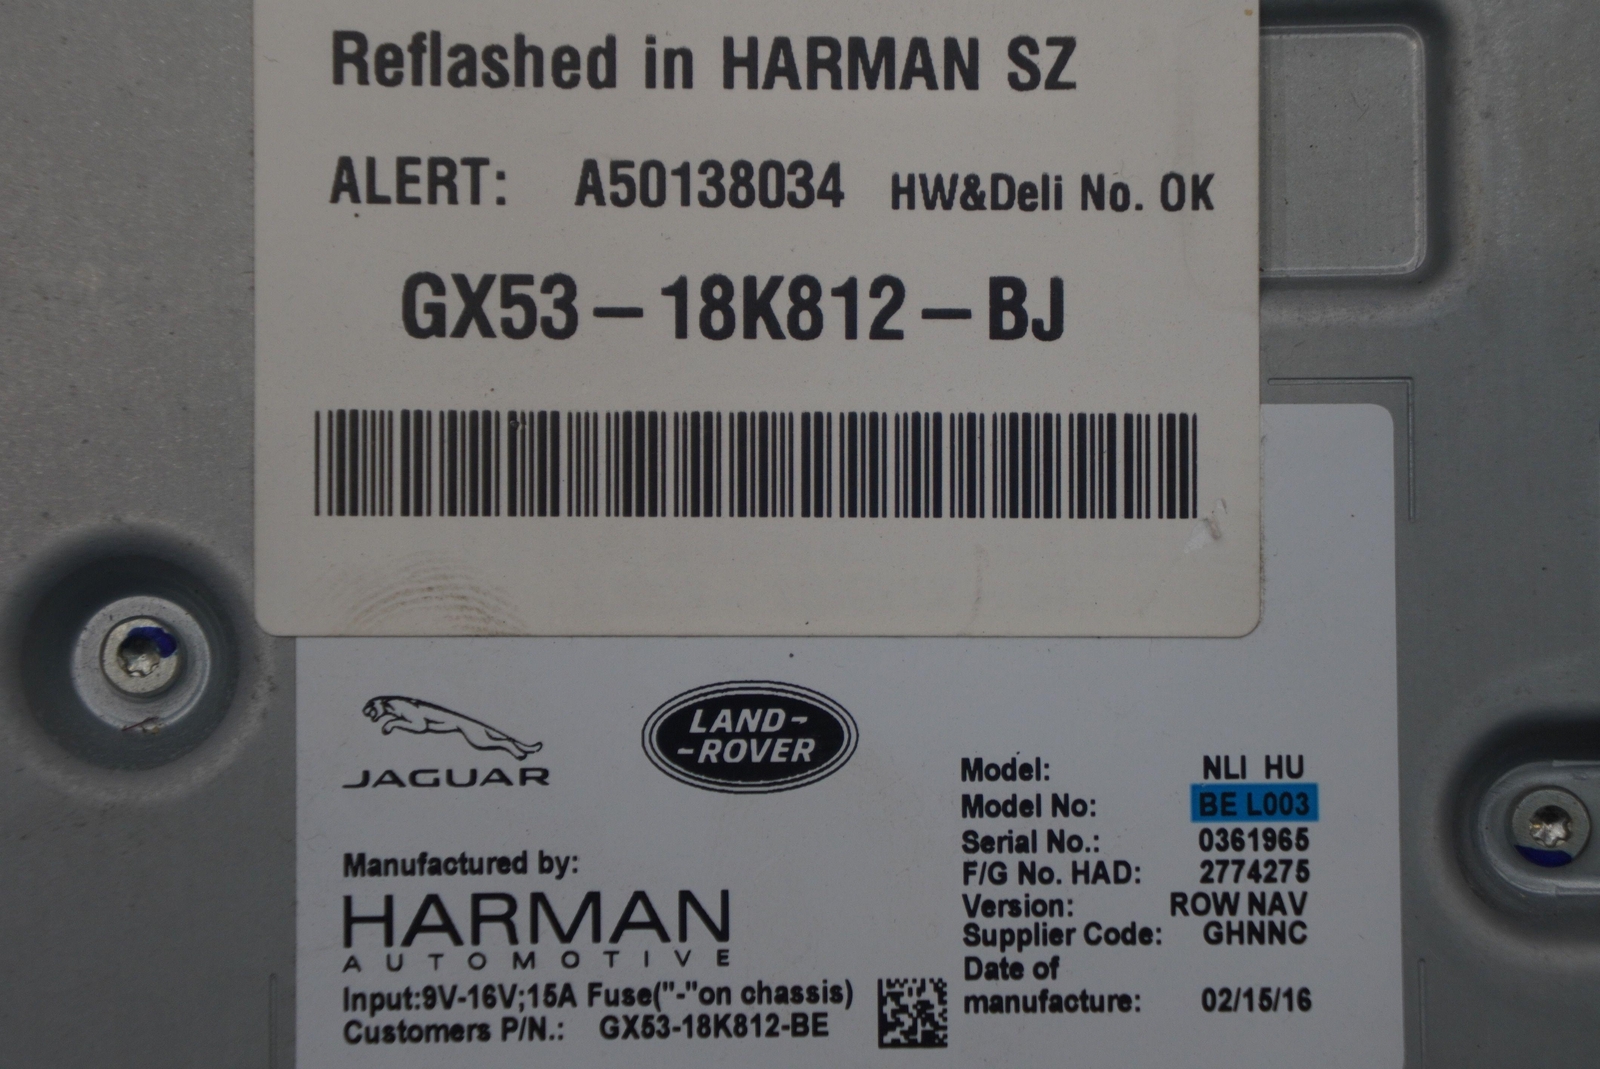 Reflashed in HARMAN SZ
ALERT: A50138034 HW&Deli No. OK
GX53-18K812-BJ
JAGUAR
LAND-
-ROVER
Model: NLI HU
Model No: BE L003
Serial No.: 0361965
F/G No. HAD: 2774275
Version: ROW NAV
Supplier Code: GHNNC
Date of
manufacture: 02/15/16
Manufactured by:
HARMAN
AUTOMOTIVE
Input:9V-16V;15A Fuse("-"on chassis)
Customers P/N.: GX53-18K812-BE